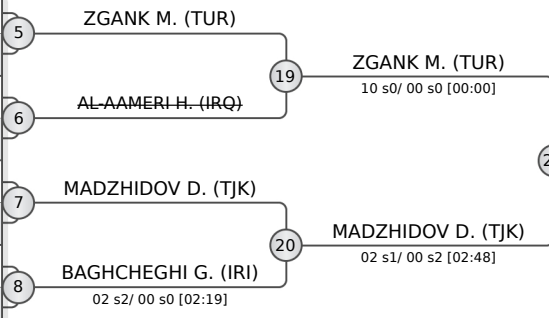 5
ZGANK M. (TUR)
19
ZGANK M. (TUR)
10 s0/ 00 s0 [00:00]
6
AL-AAMERI H. (IRQ)
7
MADZHIDOV D. (TJK)
20
MADZHIDOV D. (TJK)
02 s1/ 00 s2 [02:48]
8
BAGHCHEGHI G. (IRI)
02 s2/ 00 s0 [02:19]